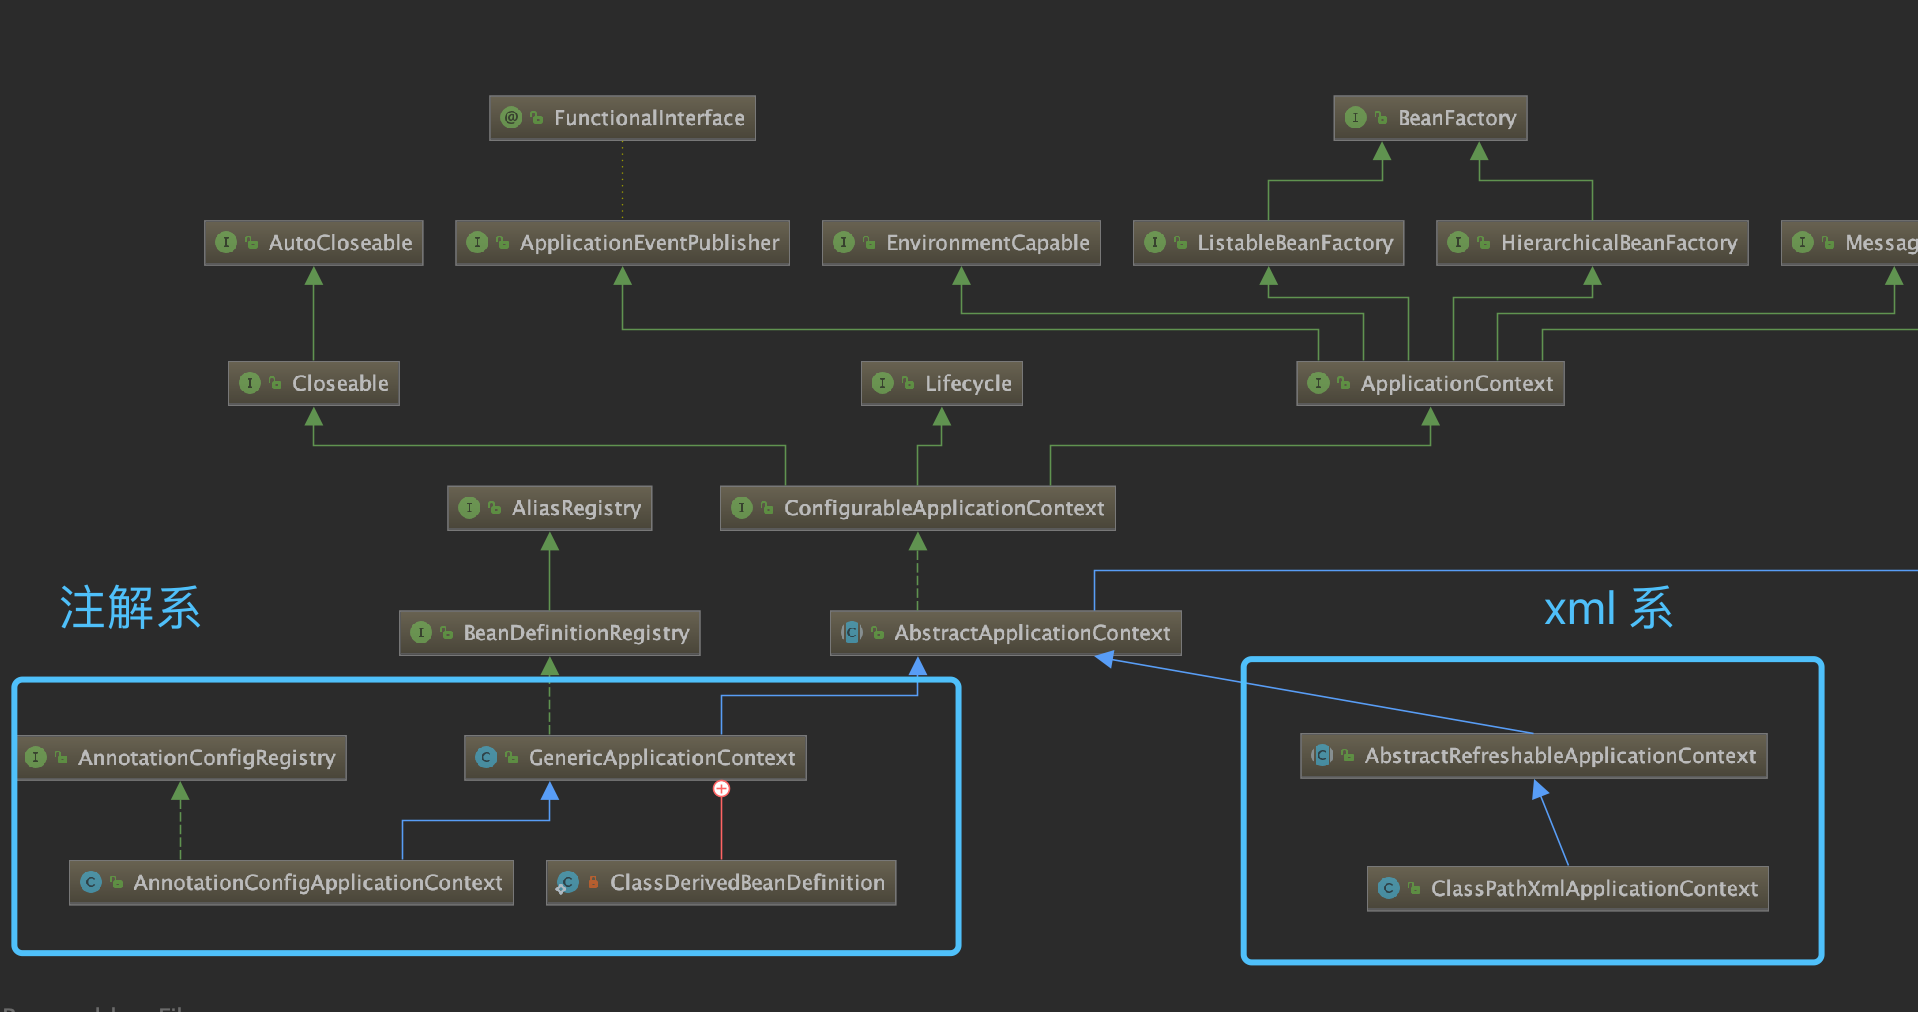 FunctionalInterface
BeanFactory
AutoCloseable
ApplicationEventPublisher
EnvironmentCapable
ListableBeanFactory
HierarchicalBeanFactory
Messag
Closeable
Lifecycle
ApplicationContext
AliasRegistry
ConfigurableApplicationContext
注解系
xml 系
BeanDefinitionRegistry
AbstractApplicationContext
AnnotationConfigRegistry
GenericApplicationContext
AbstractRefreshableApplicationContext
AnnotationConfigApplicationContext
ClassDerivedBeanDefinition
ClassPathXmlApplicationContext